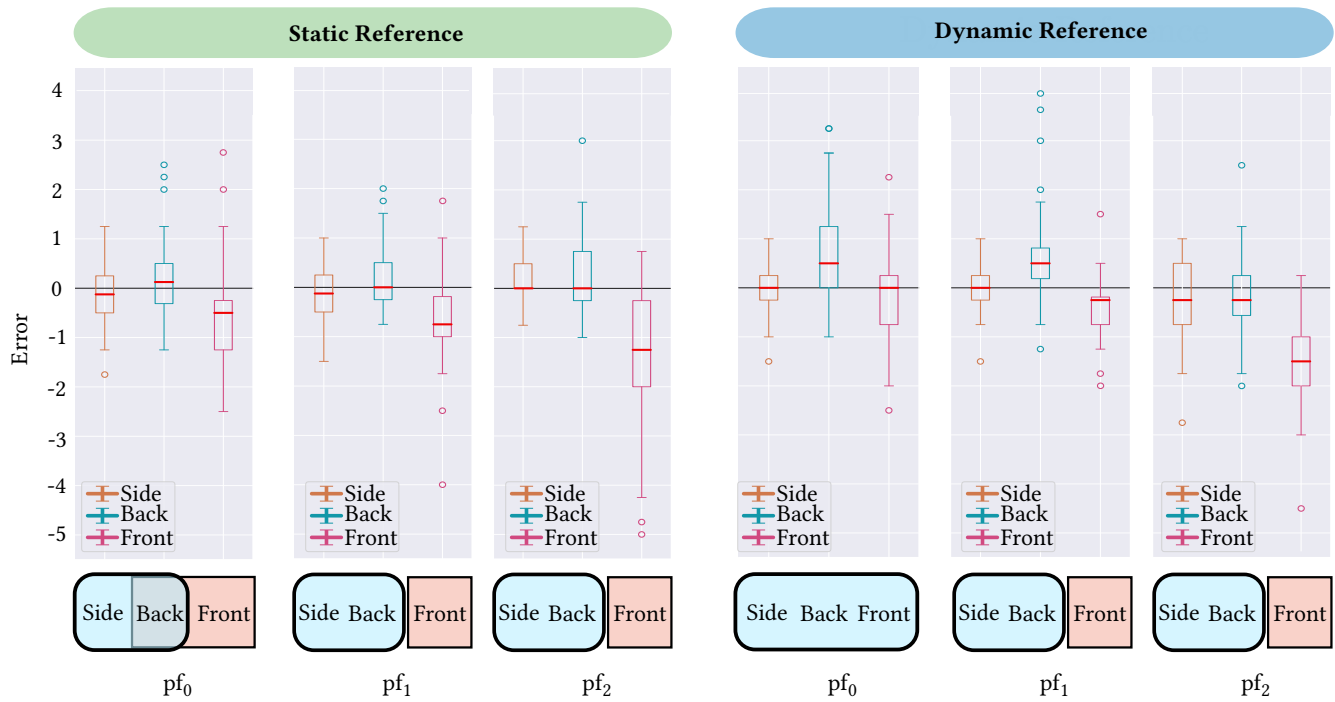 Static Reference
Dynamic Reference
Error
4
3
2
1
0
-1
-2
-3
-4
-5
Side
Back
Front
Side
Back
Front
Side
Back
Front
Side
Back
Front
Side
Back
Front
Side
Back
Front
Side Back Front
Side Back Front
Side Back Front
Side Back Front
Side Back Front
Side Back Front
pf₀
pf₁
pf₂
pf₀
pf₁
pf₂